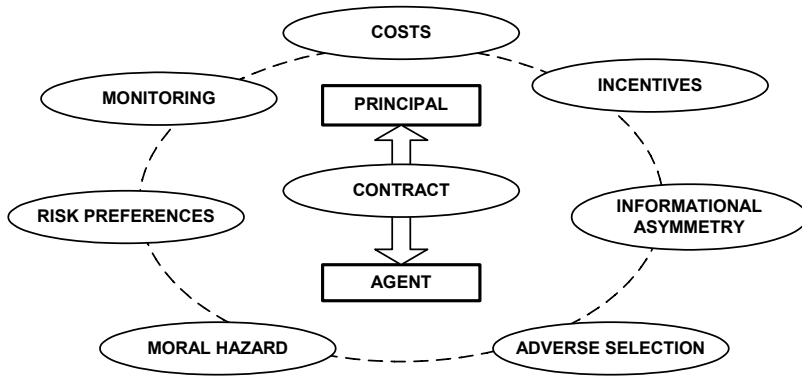 COSTS
MONITORING
INCENTIVES
PRINCIPAL
CONTRACT
RISK PREFERENCES
INFORMATIONAL
ASYMMETRY
AGENT
MORAL HAZARD
ADVERSE SELECTION